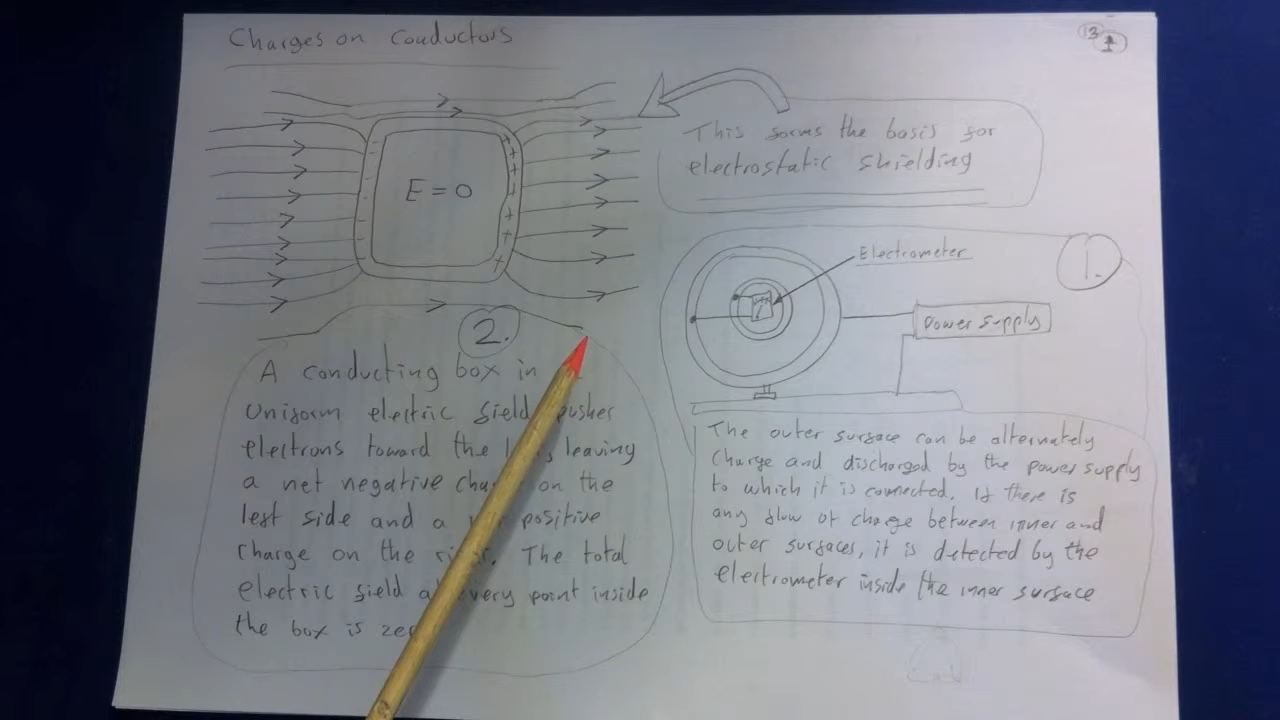 Charges on Conductors
13
1
E = 0
This forms the basis for
electrostatic shielding
1.
Electrometer
Power supply
2.
A conducting box in
Uniform electric field pushes
electrons toward the leaving
a net negative on the
left side and a positive
charge on the The total
electric field every point inside
the box is
The outer surface can be alternately
Charge and discharged by the power supply
to which it is connected. If there is
any flow of charge between inner and
outer surfaces, it is detected by the
electrometer inside the inner surface